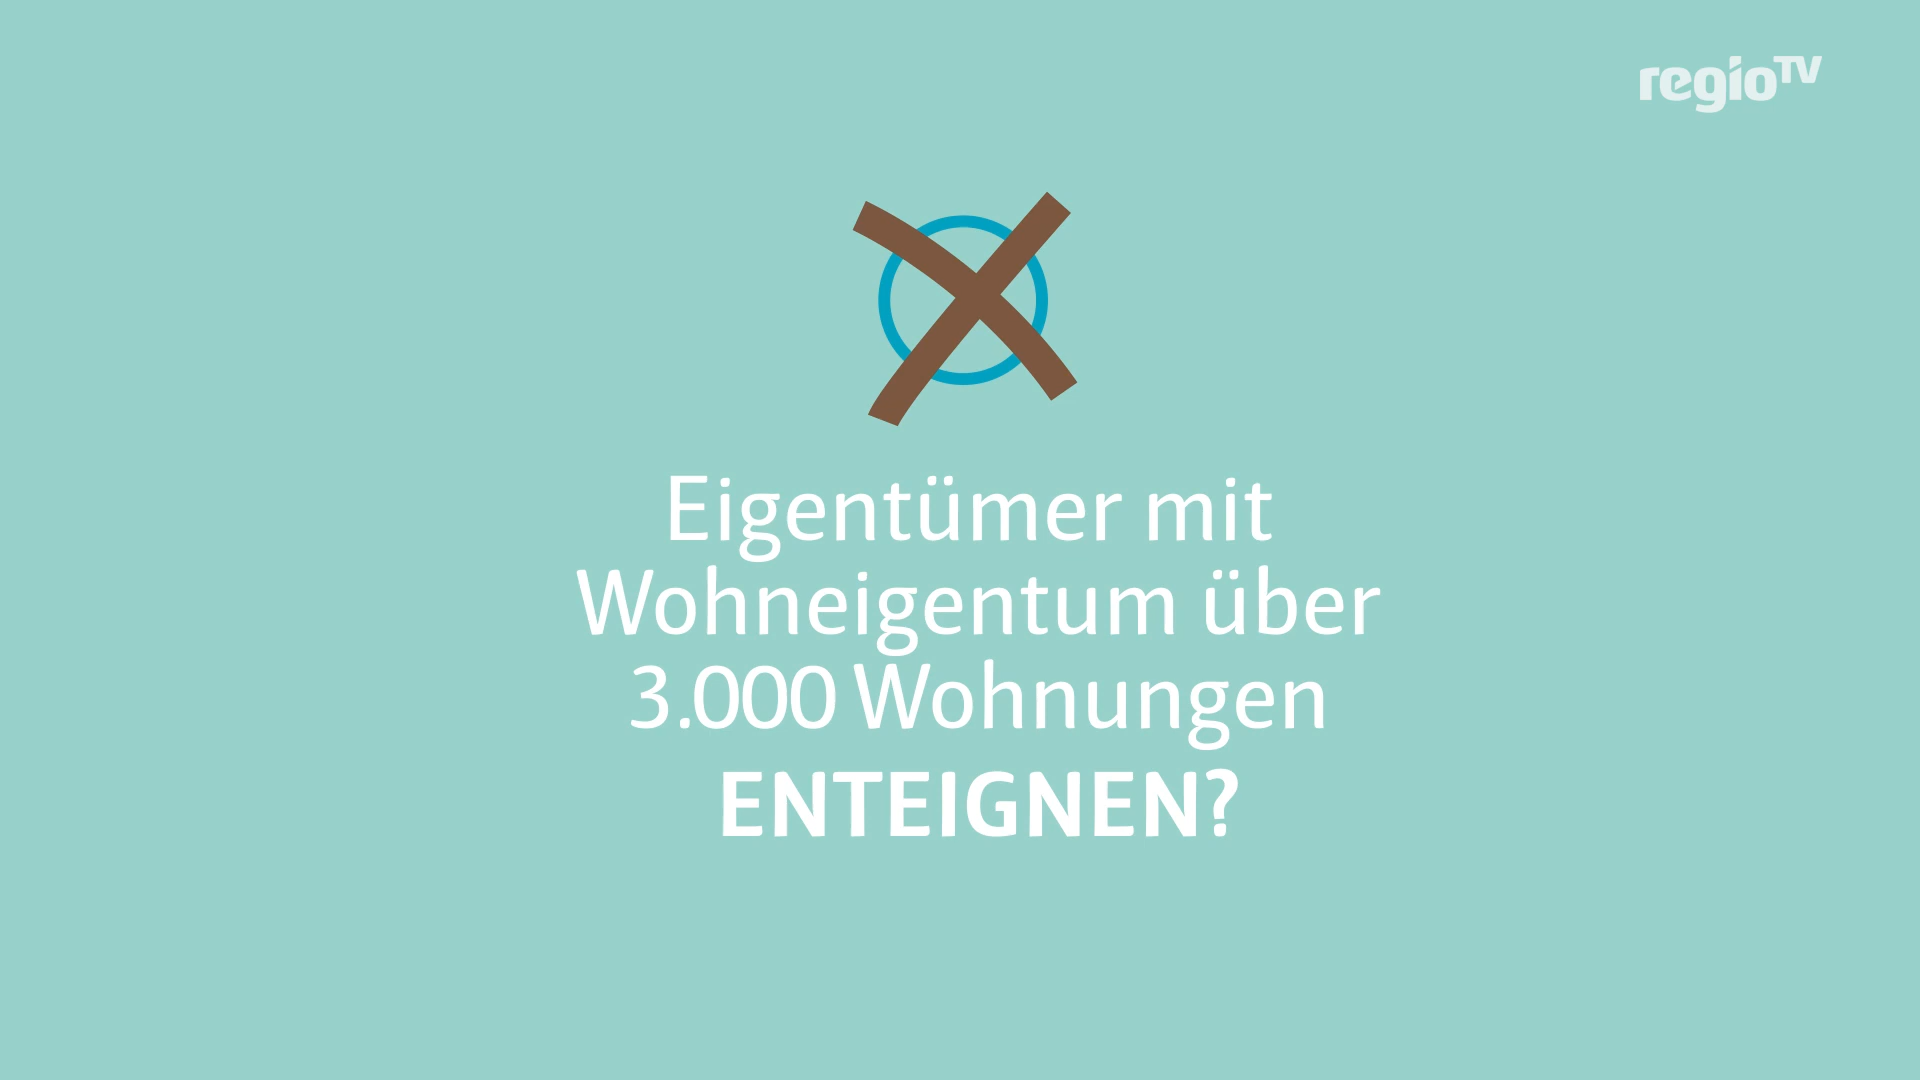 regioTV
Eigentümer mit
Wohneigentum über
3.000 Wohnungen
ENTEIGNEN?